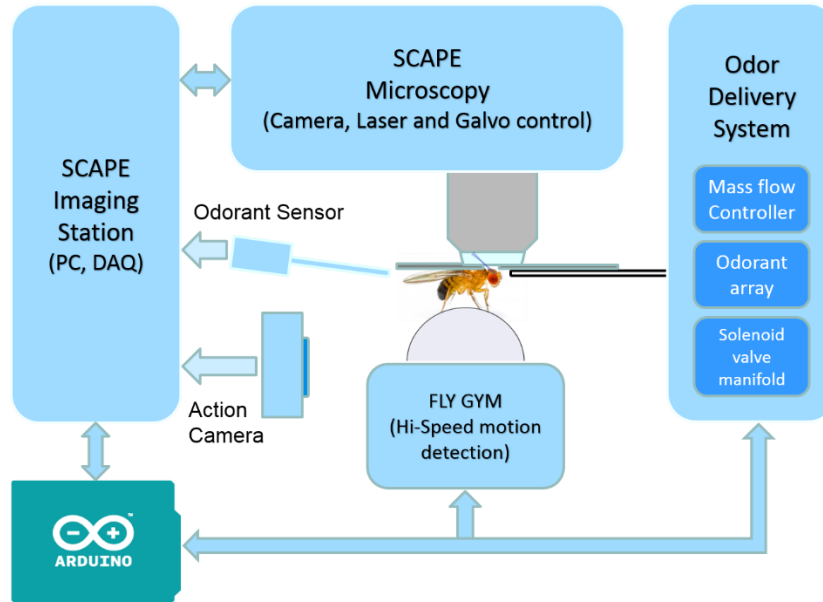 SCAPE
Imaging
Station
(PC, DAQ)
SCAPE
Microscopy
(Camera, Laser and Galvo control)
Odor
Delivery
System
Mass flow
Controller
Odorant
array
Solenoid
valve
manifold
Odorant Sensor
Action
Camera
FLY GYM
(Hi-Speed motion
detection)
ARDUINO
TM